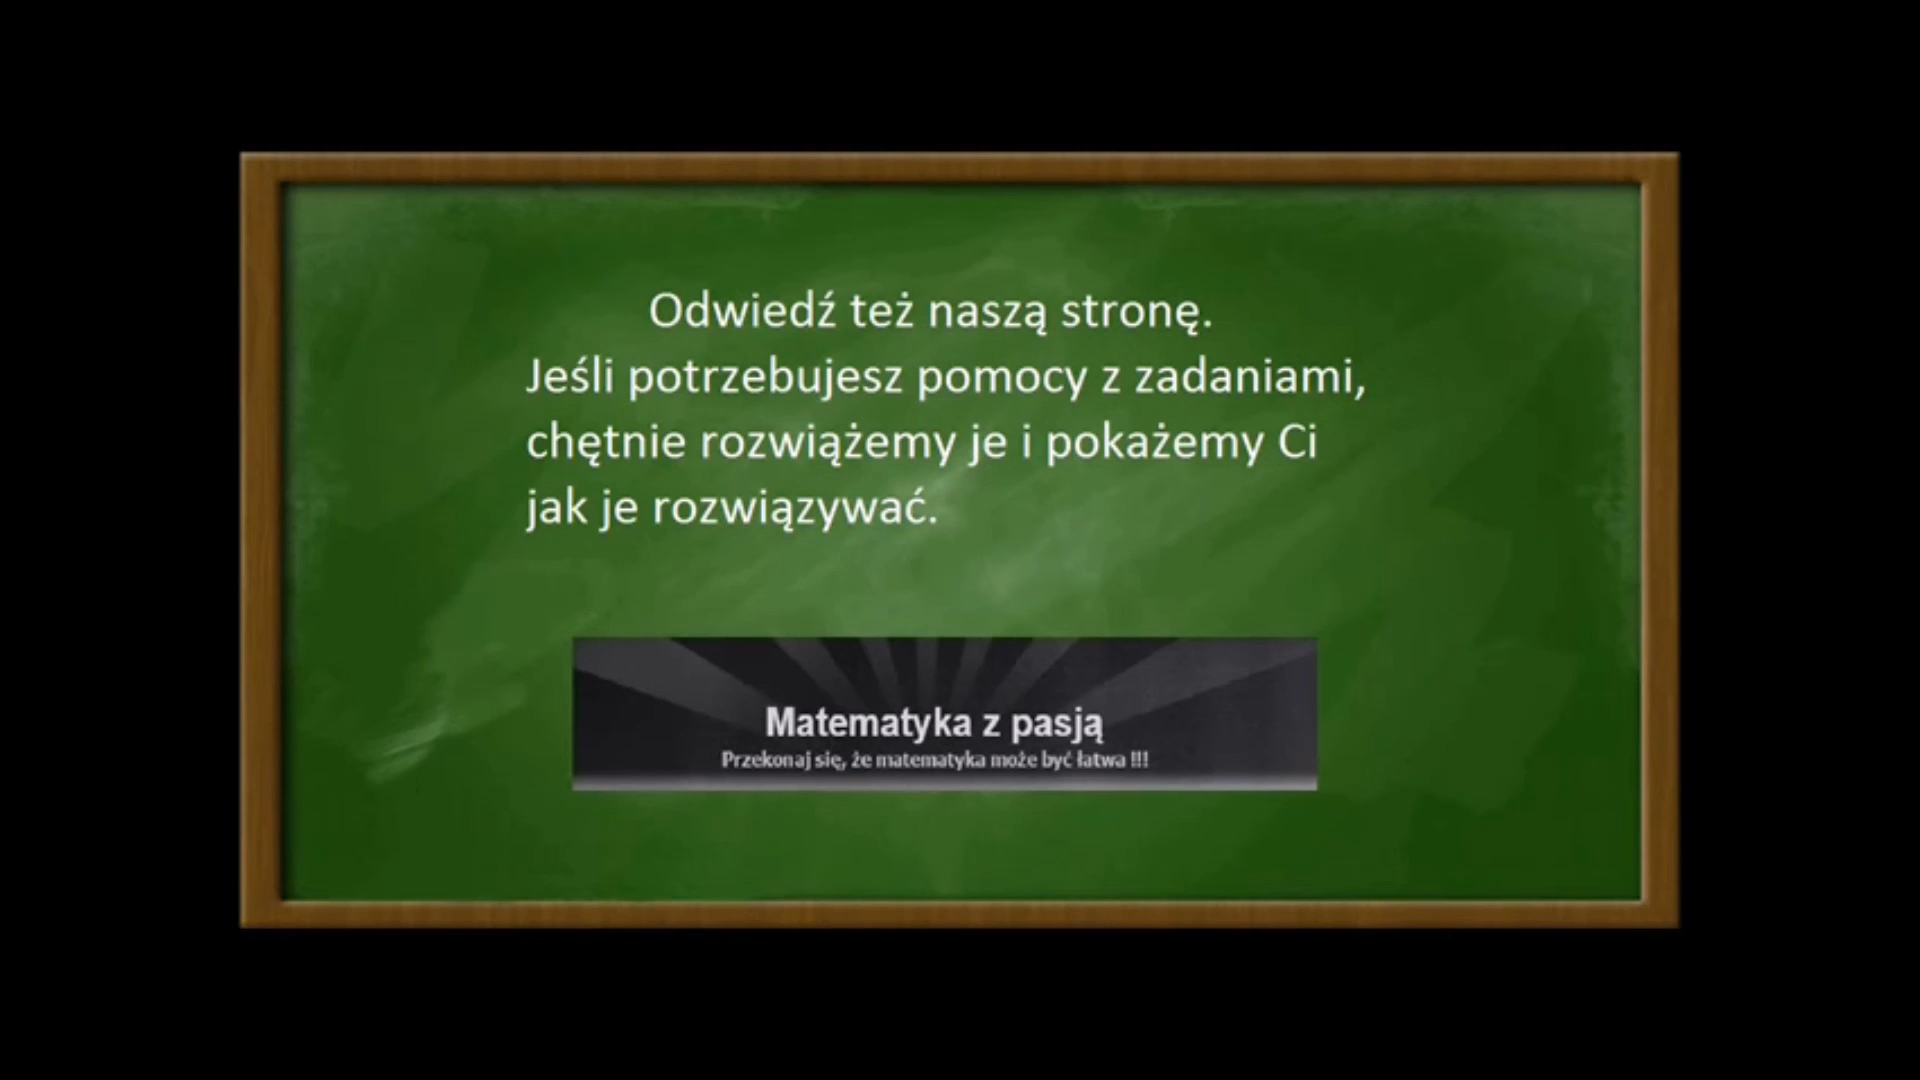 Odwiedź też naszą stronę.
Jeśli potrzebujesz pomocy z zadaniami,
chętnie rozwiążemy je i pokażemy Ci
jak je rozwiązywać.
Matematyka z pasją
Przekonaj się, że matematyka może być łatwa !!!